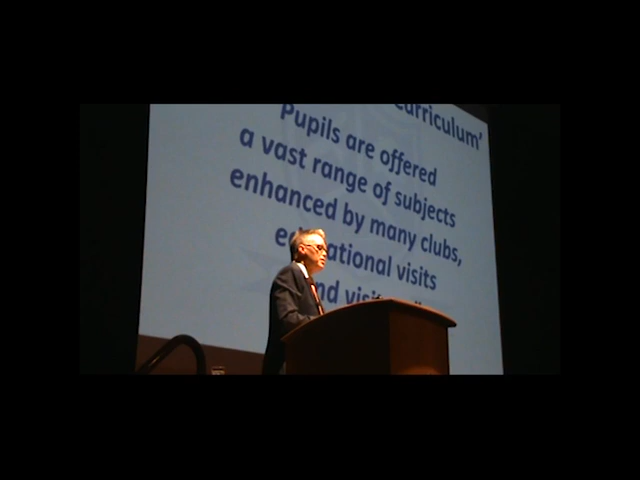 curriculum'
Pupils are offered
a vast range of subjects
enhanced by many clubs,
visits